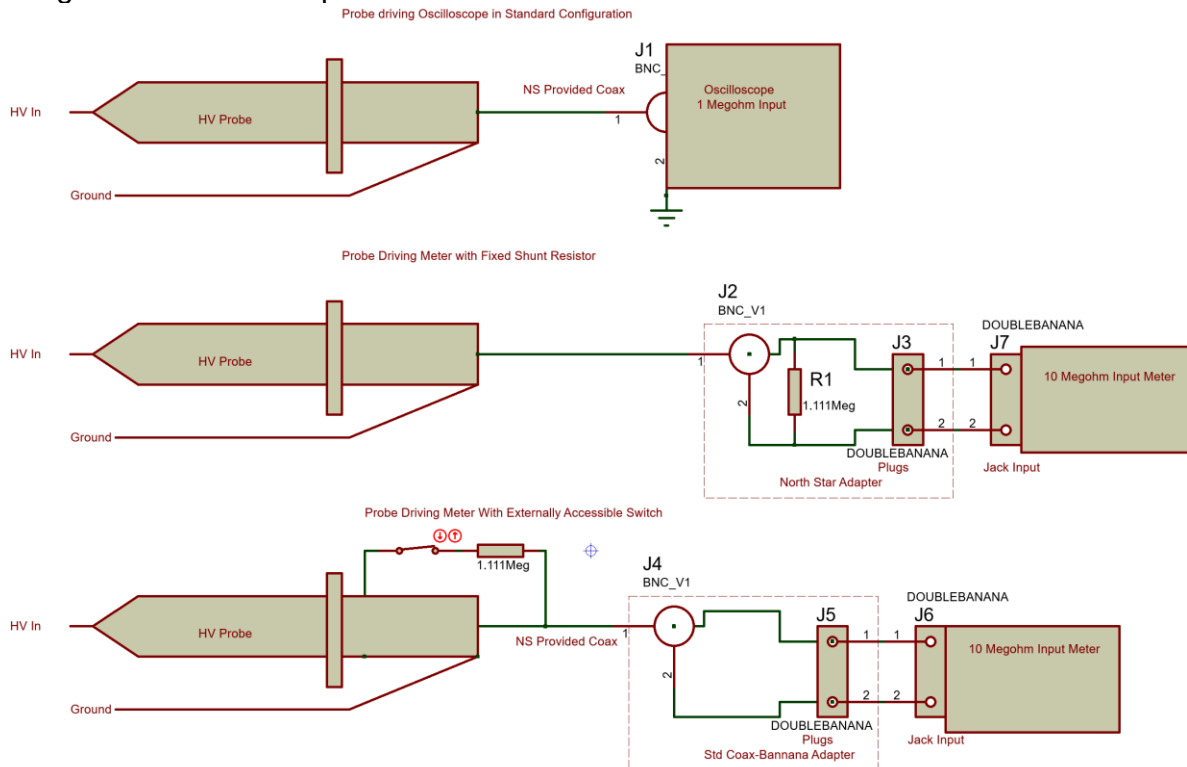 Probe driving Oscilloscope in Standard Configuration
J1
BNC_
NS Provided Coax
Oscilloscope
1 Megohm Input
HV In
HV Probe
1
2
Ground
Probe Driving Meter with Fixed Shunt Resistor
J2
BNC_V1
DOUBLEBANANA
J3
J7
HV In
HV Probe
1
R1
1.111Meg
1
1
10 Megohm Input Meter
2
2
2
Ground
DOUBLEBANANA
Plugs
Jack Input
North Star Adapter
Probe Driving Meter With Externally Accessible Switch
1.111Meg
J4
BNC_V1
DOUBLEBANANA
J5
J6
HV In
HV Probe
NS Provided Coax
1
1
1
10 Megohm Input Meter
2
2
2
Ground
DOUBLEBANANA
Plugs
Jack Input
Std Coax-Bannana Adapter